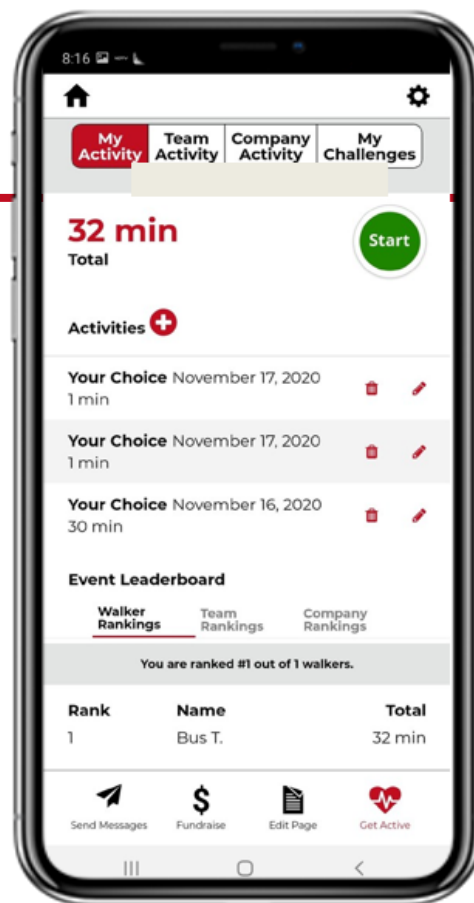 8:16
My Activity
Team Activity
Company Activity
My Challenges
32 min
Total
Start
Activities
Your Choice November 17, 2020
1 min
Your Choice November 17, 2020
1 min
Your Choice November 16, 2020
30 min
Event Leaderboard
Walker Rankings
Team Rankings
Company Rankings
You are ranked #1 out of 1 walkers.
Rank Name Total
1 Bus T. 32 min
Send Messages Fundraise Edit Page Get Active